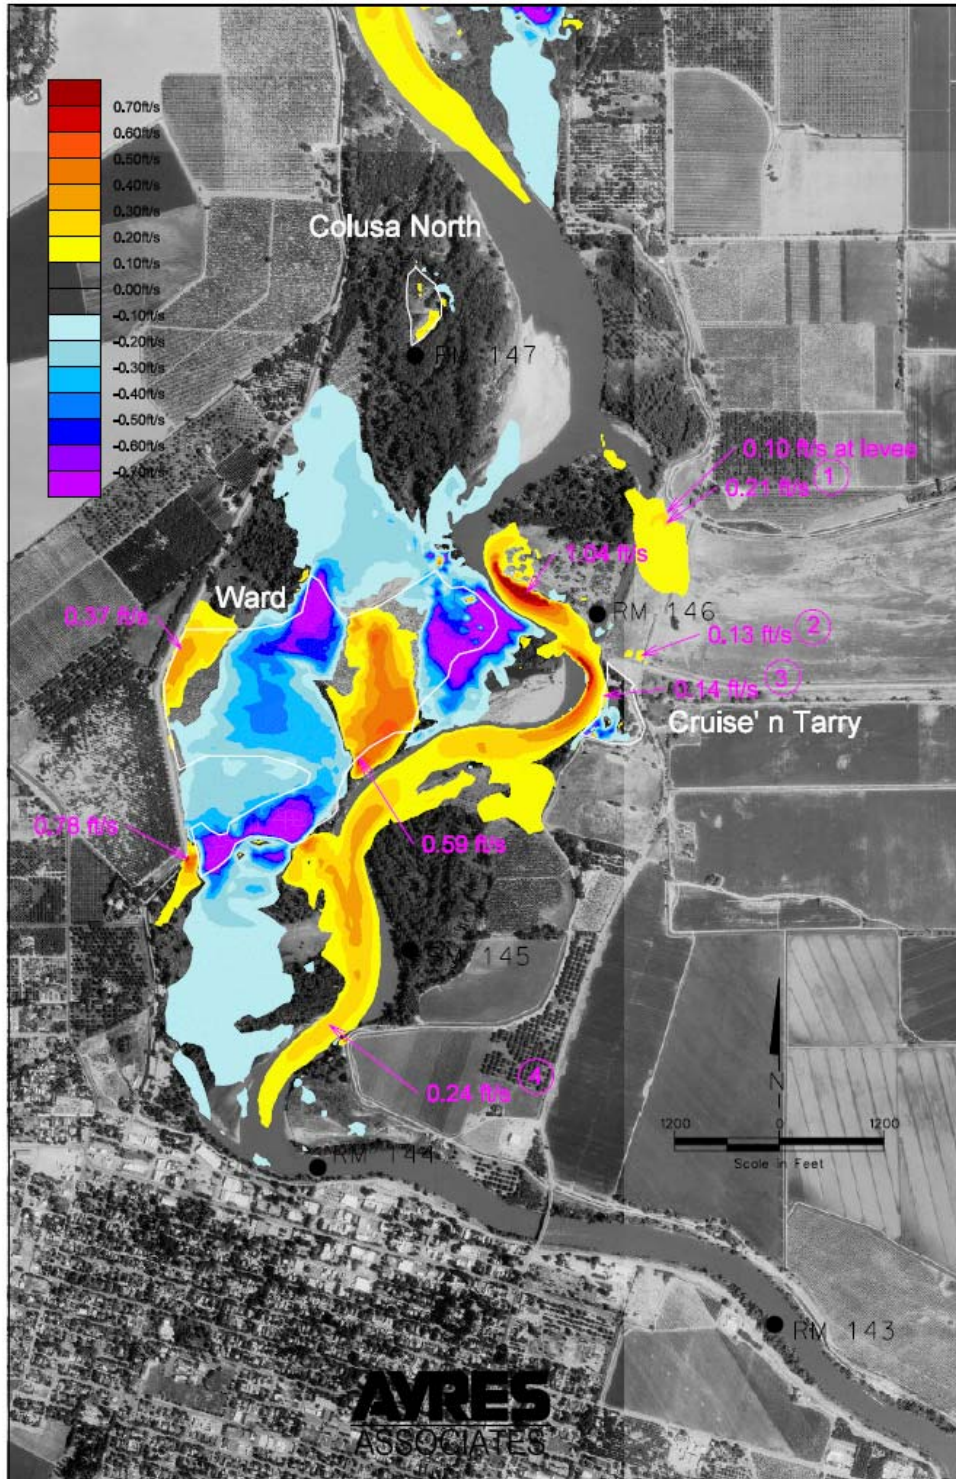 0.70ft/s
0.60ft/s
0.50ft/s
0.40ft/s
0.30ft/s
0.20ft/s
0.10ft/s
0.00ft/s
-0.10ft/s
-0.20ft/s
-0.30ft/s
-0.40ft/s
-0.50ft/s
-0.60ft/s
-0.70ft/s
Colusa North
RM 147
0.10 ft/s at levee
0.21 ft/s 1
1.04 ft/s
Ward
0.37 ft/s
RM 146
0.13 ft/s 2
0.14 ft/s 3
Cruise' n Tarry
0.78 ft/s
0.59 ft/s
RM 145
0.24 ft/s 4
N
1200 0 1200
Scale in Feet
RM 144
RM 143
AYRES
ASSOCIATES